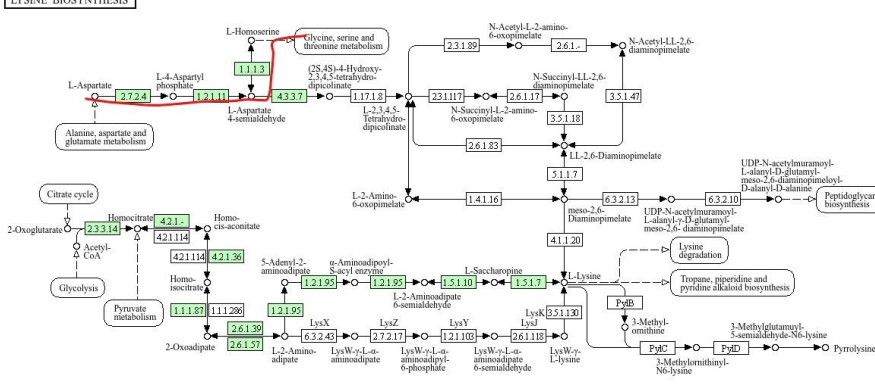 LYSINE BIOSYNTHESIS
L-Homoserine
Glycine, serine and
threonine metabolism
N-Acetyl-L-2-amino-
6-oxopimelate
2.3.1.89
2.6.1.-
N-Acetyl-LL-2,6-
diaminopimelate
1.1.1.3
L-Aspartate
L-4-Aspartyl
phosphate
(2S,4S)-4-Hydroxy-
2,3,4,5-tetrahydro-
dipicolinate
2.7.2.4
1.2.1.11
4.3.3.7
1.17.1.8
2.3.1.117
2.6.1.17
3.5.1.47
L-Aspartate
4-semialdehyde
L-2,3,4,5-
Tetrahydro-
dipicolinate
N-Succinyl-L-2-amino-
6-oxopimelate
N-Succinyl-LL-2,6-
diaminopimelate
3.5.1.18
Alanine, aspartate and
glutamate metabolism
2.6.1.83
LL-2,6-Diaminopimelate
5.1.1.7
UDP-N-acetylmuramoyl-
L-alanyl-D-glutamyl-
meso-2,6-diaminopimeloyl-
D-alanyl-D-alanine
Citrate cycle
L-2-Amino-
6-oxopimelate
1.4.1.16
meso-2,6-
Diaminopimelate
6.3.2.13
6.3.2.10
Peptidoglycan
biosynthesis
UDP-N-acetylmuramoyl-
L-alanyl-γ-D-glutamyl-
meso-2,6- diaminopimelate
2-Oxoglutarate
2.3.3.14
Homocitrate
4.2.1.-
4.2.1.114
Homo-
cis-aconitate
Acetyl-
CoA
4.2.1.114
4.2.1.36
4.1.1.20
Lysine
degradation
Glycolysis
Homo-
isocitrate
5-Adenyl-2-
aminoadipate
α-Aminoadipoyl-
S-acyl enzyme
L-Saccharopine
L-Lysine
1.2.1.95
1.2.1.95
1.5.1.10
1.5.1.7
L-2-Aminoadipate
6-semialdehyde
Tropane, piperidine and
pyridine alkaloid biosynthesis
Pyruvate
metabolism
1.1.1.87
1.1.1.286
1.2.1.95
LysK
3.5.1.130
PylB
2.6.1.39
2.6.1.57
LysX
LysZ
LysY
LysJ
6.3.2.43
2.7.2.17
1.2.1.103
2.6.1.118
3-Methyl-
ornithine
3-Methylglutamyl-
5-semialdehyde-N6-lysine
2-Oxoadipate
L-2-Amino-
adipate
LysW-γ-L-α-
aminoadipate
LysW-γ-L-α-
aminoadipyl-
6-phosphate
LysW-γ-L-α-
aminoadipate
6-semialdehyde
LysW-γ-
L-lysine
PylC
PylD
Pyrrolysine
3-Methylornithinyl-
N6-lysine